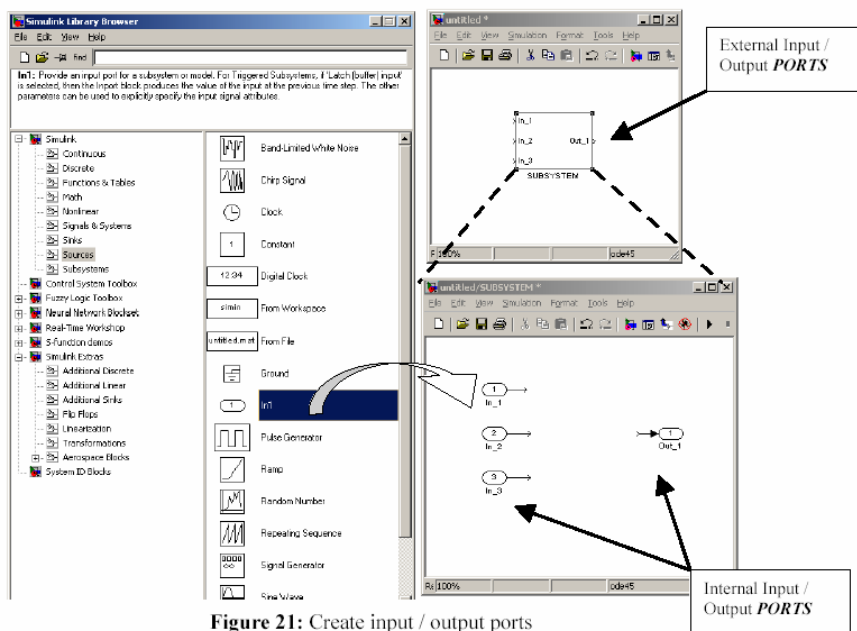 Simulink Library Browser
File Edit View Help
find
In1: Provide an input port for a subsystem or model. For Triggered Subsystems, if 'Latch (buffer) input'
is selected, then the Inport block produces the value of the input at the previous time step. The other
parameters can be used to explicitly specify the input signal attributes.
Simulink
Continuous
Discrete
Functions & Tables
Math
Nonlinear
Signals & Systems
Sinks
Sources
Subsystems
Control System Toolbox
Fuzzy Logic Toolbox
Neural Network Blockset
Real-Time Workshop
S-function demos
Simulink Extras
Additional Discrete
Additional Linear
Additional Sinks
Flip Flops
Linearization
Transformations
Aerospace Blocks
System ID Blocks
Band-Limited White Noise
Chirp Signal
Clock
1 Constant
12:34 Digital Clock
simin From Workspace
untitled.mat From File
Ground
1 In1
Pulse Generator
Ramp
Random Number
Repeating Sequence
Signal Generator
Sine Wave
untitled *
File Edit View Simulation Format Tools Help
In_1
In_2 Out_1
In_3
SUBSYSTEM
100% ode45
External Input /
Output PORTS
untitled/SUBSYSTEM *
File Edit View Simulation Format Tools Help
1
In_1
2
In_2
1
Out_1
3
In_3
100% ode45
Internal Input /
Output PORTS
Figure 21: Create input / output ports